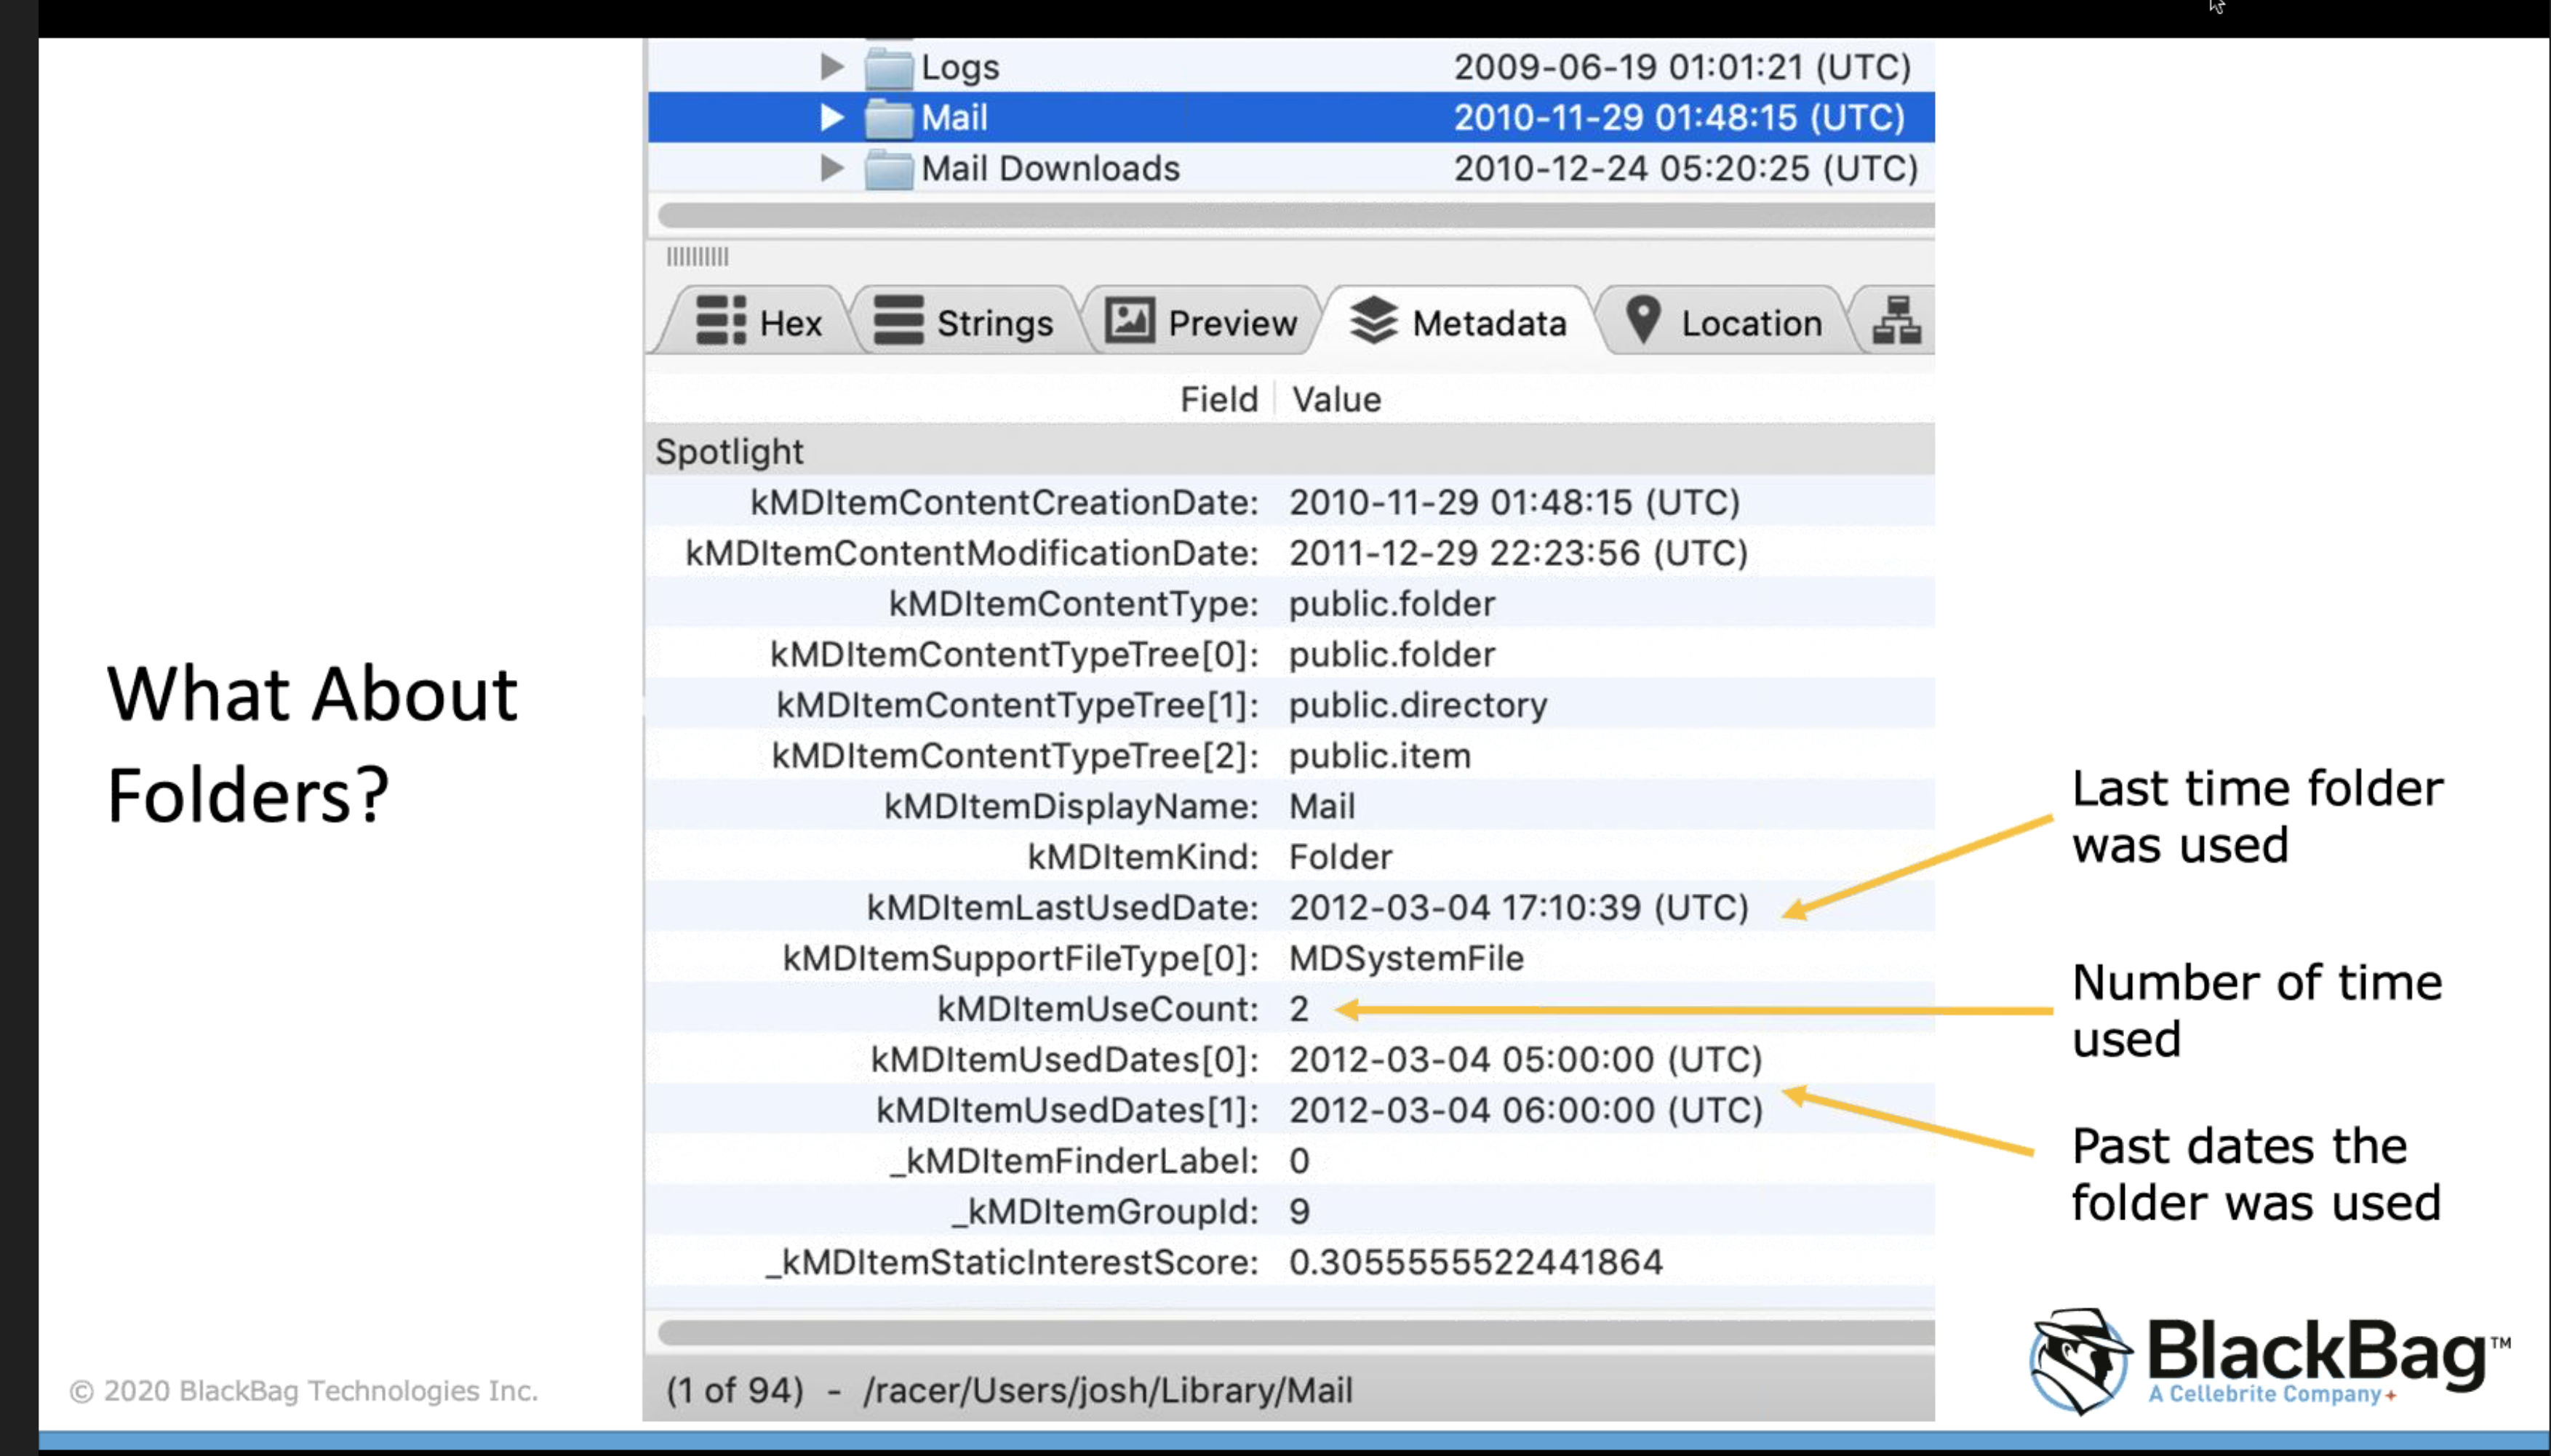 Logs 2009-06-19 01:01:21 (UTC)
Mail 2010-11-29 01:48:15 (UTC)
Mail Downloads 2010-12-24 05:20:25 (UTC)
Hex Strings Preview Metadata Location
Field Value
Spotlight
kMDItemContentCreationDate: 2010-11-29 01:48:15 (UTC)
kMDItemContentModificationDate: 2011-12-29 22:23:56 (UTC)
kMDItemContentType: public.folder
kMDItemContentTypeTree[0]: public.folder
kMDItemContentTypeTree[1]: public.directory
kMDItemContentTypeTree[2]: public.item
kMDItemDisplayName: Mail
kMDItemKind: Folder
kMDItemLastUsedDate: 2012-03-04 17:10:39 (UTC)
kMDItemSupportFileType[0]: MDSystemFile
kMDItemUseCount: 2
kMDItemUsedDates[0]: 2012-03-04 05:00:00 (UTC)
kMDItemUsedDates[1]: 2012-03-04 06:00:00 (UTC)
_kMDItemFinderLabel: 0
_kMDItemGroupId: 9
_kMDItemStaticInterestScore: 0.3055555522441864
(1 of 94) - /racer/Users/josh/Library/Mail
What About
Folders?
Last time folder
was used
Number of time
used
Past dates the
folder was used
© 2020 BlackBag Technologies Inc.
BlackBag™
A Cellebrite Company